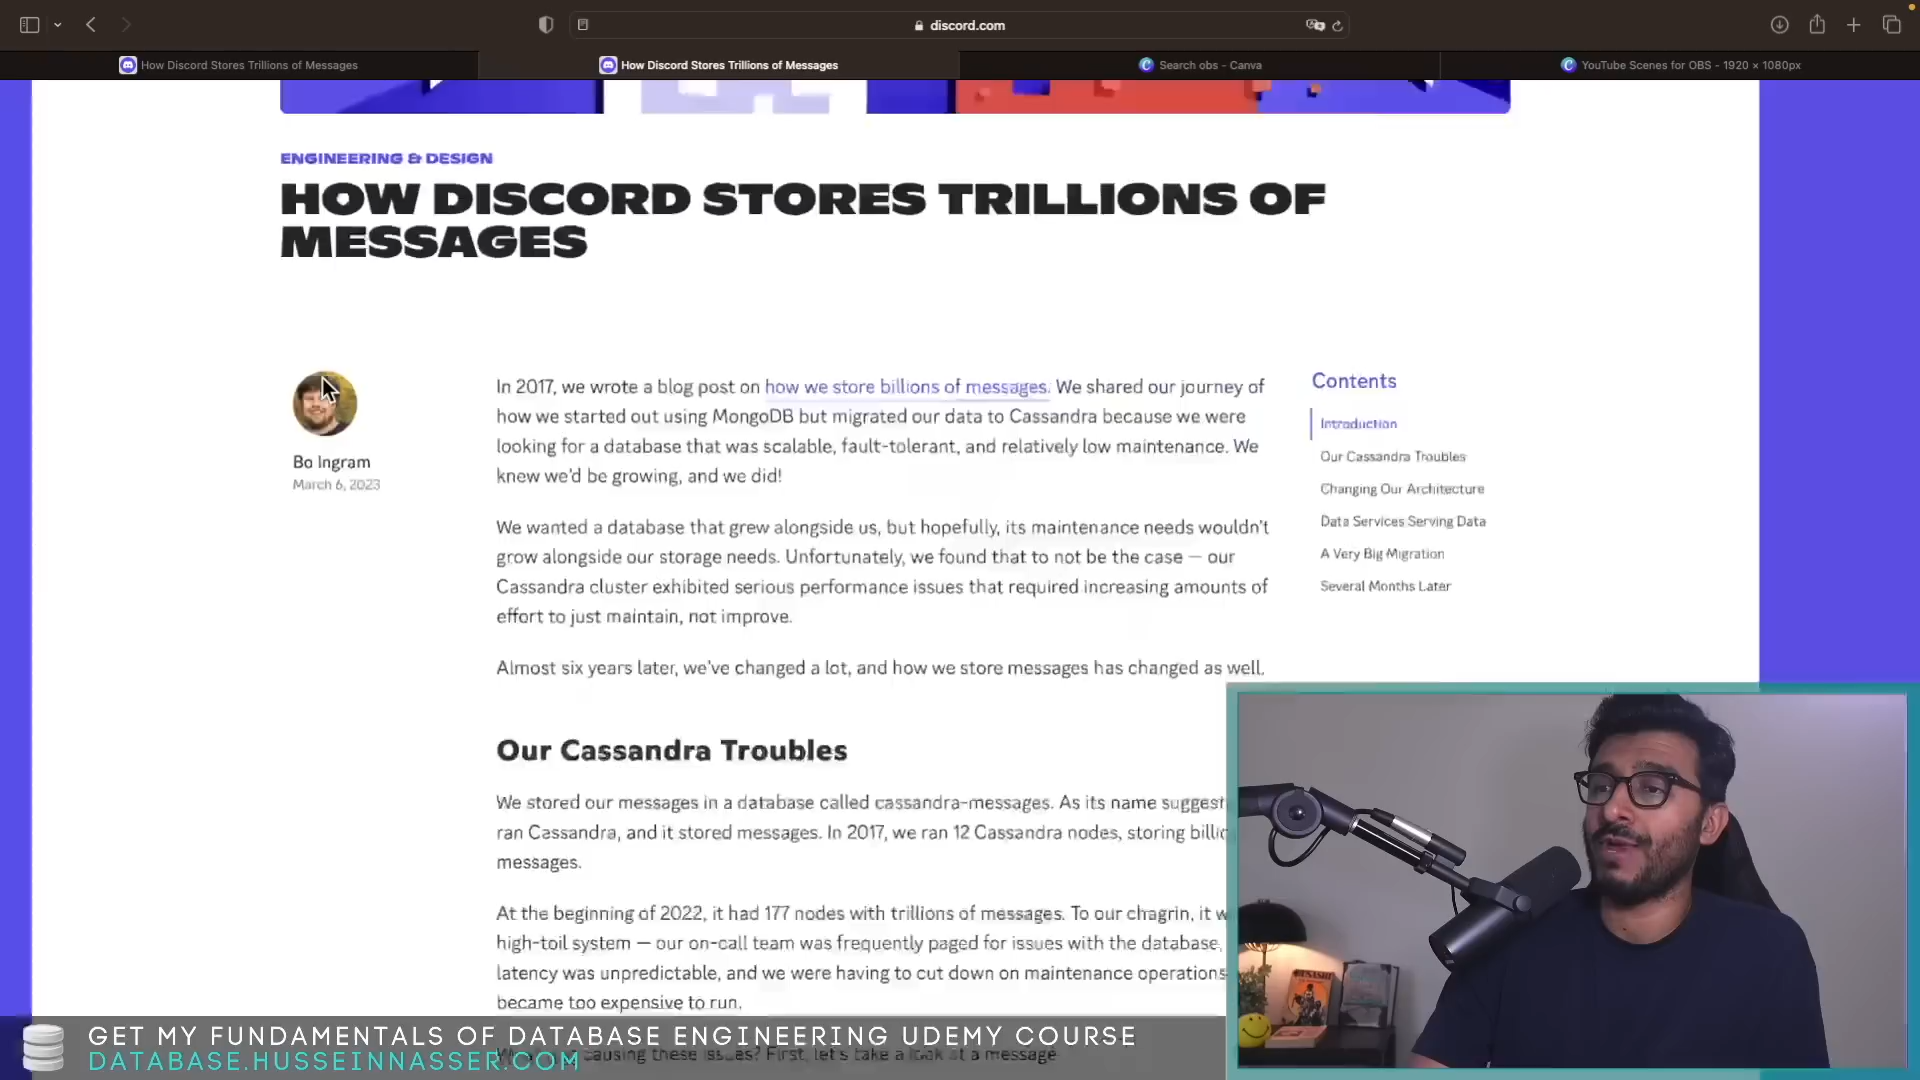 discord.com
How Discord Stores Trillions of Messages
How Discord Stores Trillions of Messages
Search obs - Canva
YouTube Scenes for OBS - 1920 × 1080px
ENGINEERING & DESIGN
HOW DISCORD STORES TRILLIONS OF
MESSAGES
Bo Ingram
March 6, 2023
In 2017, we wrote a blog post on how we store billions of messages. We shared our journey of
how we started out using MongoDB but migrated our data to Cassandra because we were
looking for a database that was scalable, fault-tolerant, and relatively low maintenance. We
knew we'd be growing, and we did!
We wanted a database that grew alongside us, but hopefully, its maintenance needs wouldn't
grow alongside our storage needs. Unfortunately, we found that to not be the case — our
Cassandra cluster exhibited serious performance issues that required increasing amounts of
effort to just maintain, not improve.
Almost six years later, we've changed a lot, and how we store messages has changed as well.
Contents
Introduction
Our Cassandra Troubles
Changing Our Architecture
Data Services Serving Data
A Very Big Migration
Several Months Later
Our Cassandra Troubles
We stored our messages in a database called cassandra-messages. As its name suggest
ran Cassandra, and it stored messages. In 2017, we ran 12 Cassandra nodes, storing billio
messages.
At the beginning of 2022, it had 177 nodes with trillions of messages. To our chagrin, it w
high-toil system — our on-call team was frequently paged for issues with the database,
latency was unpredictable, and we were having to cut down on maintenance operations
became too expensive to run.
causing these issues? First, let's take a look at a message
GET MY FUNDAMENTALS OF DATABASE ENGINEERING UDEMY COURSE
DATABASE.HUSSEINNASSER.COM